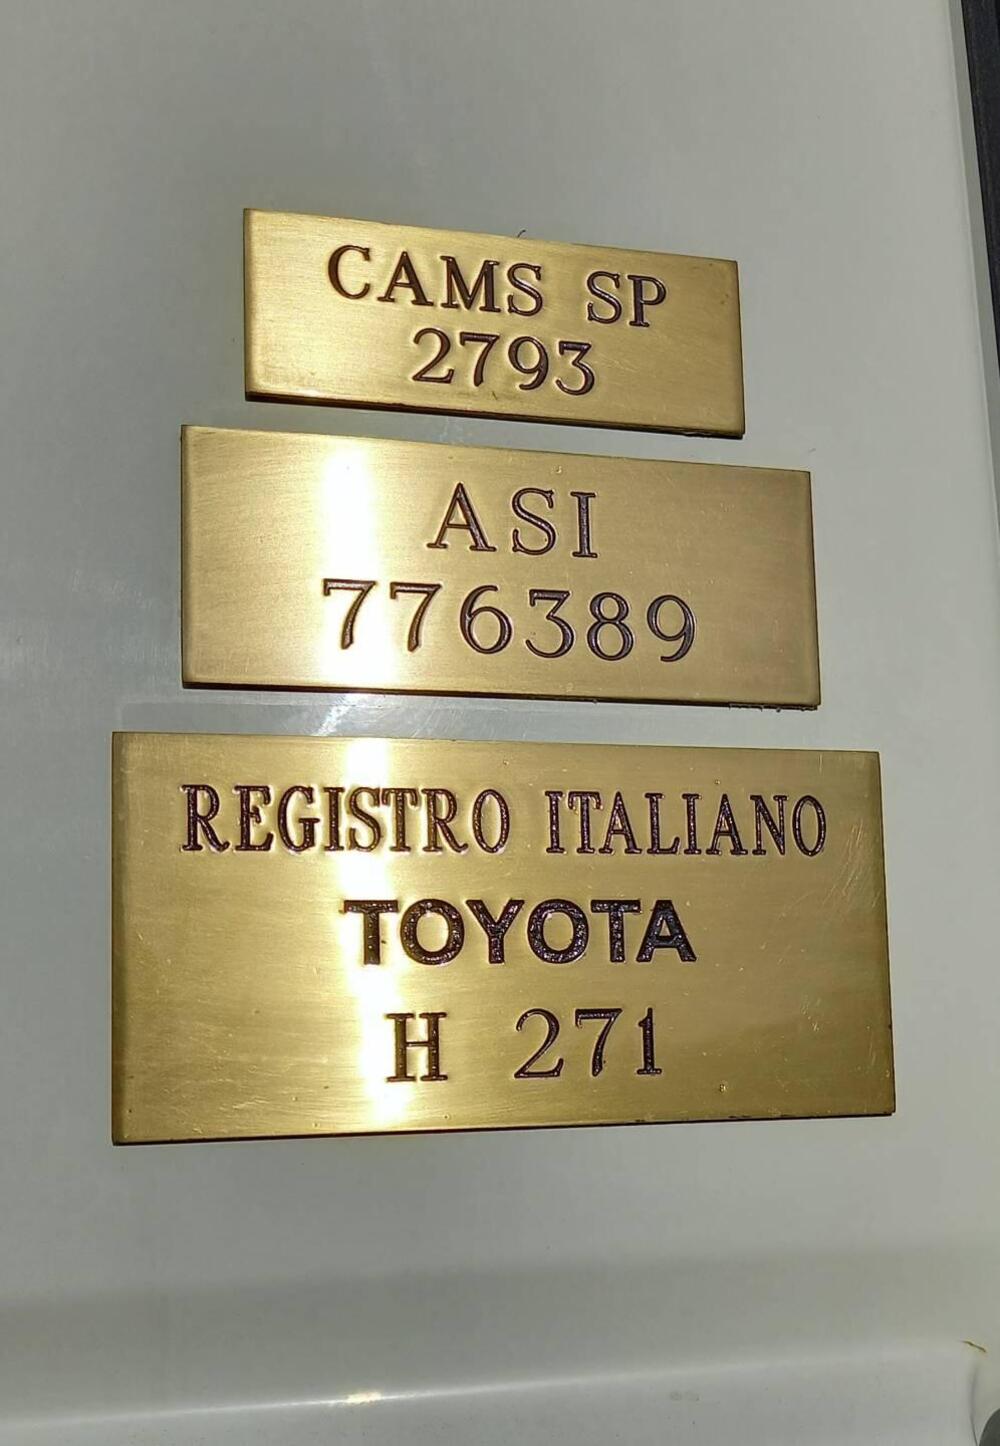 CAMS SP
2793
ASI
776389
REGISTRO ITALIANO
TOYOTA
H 271